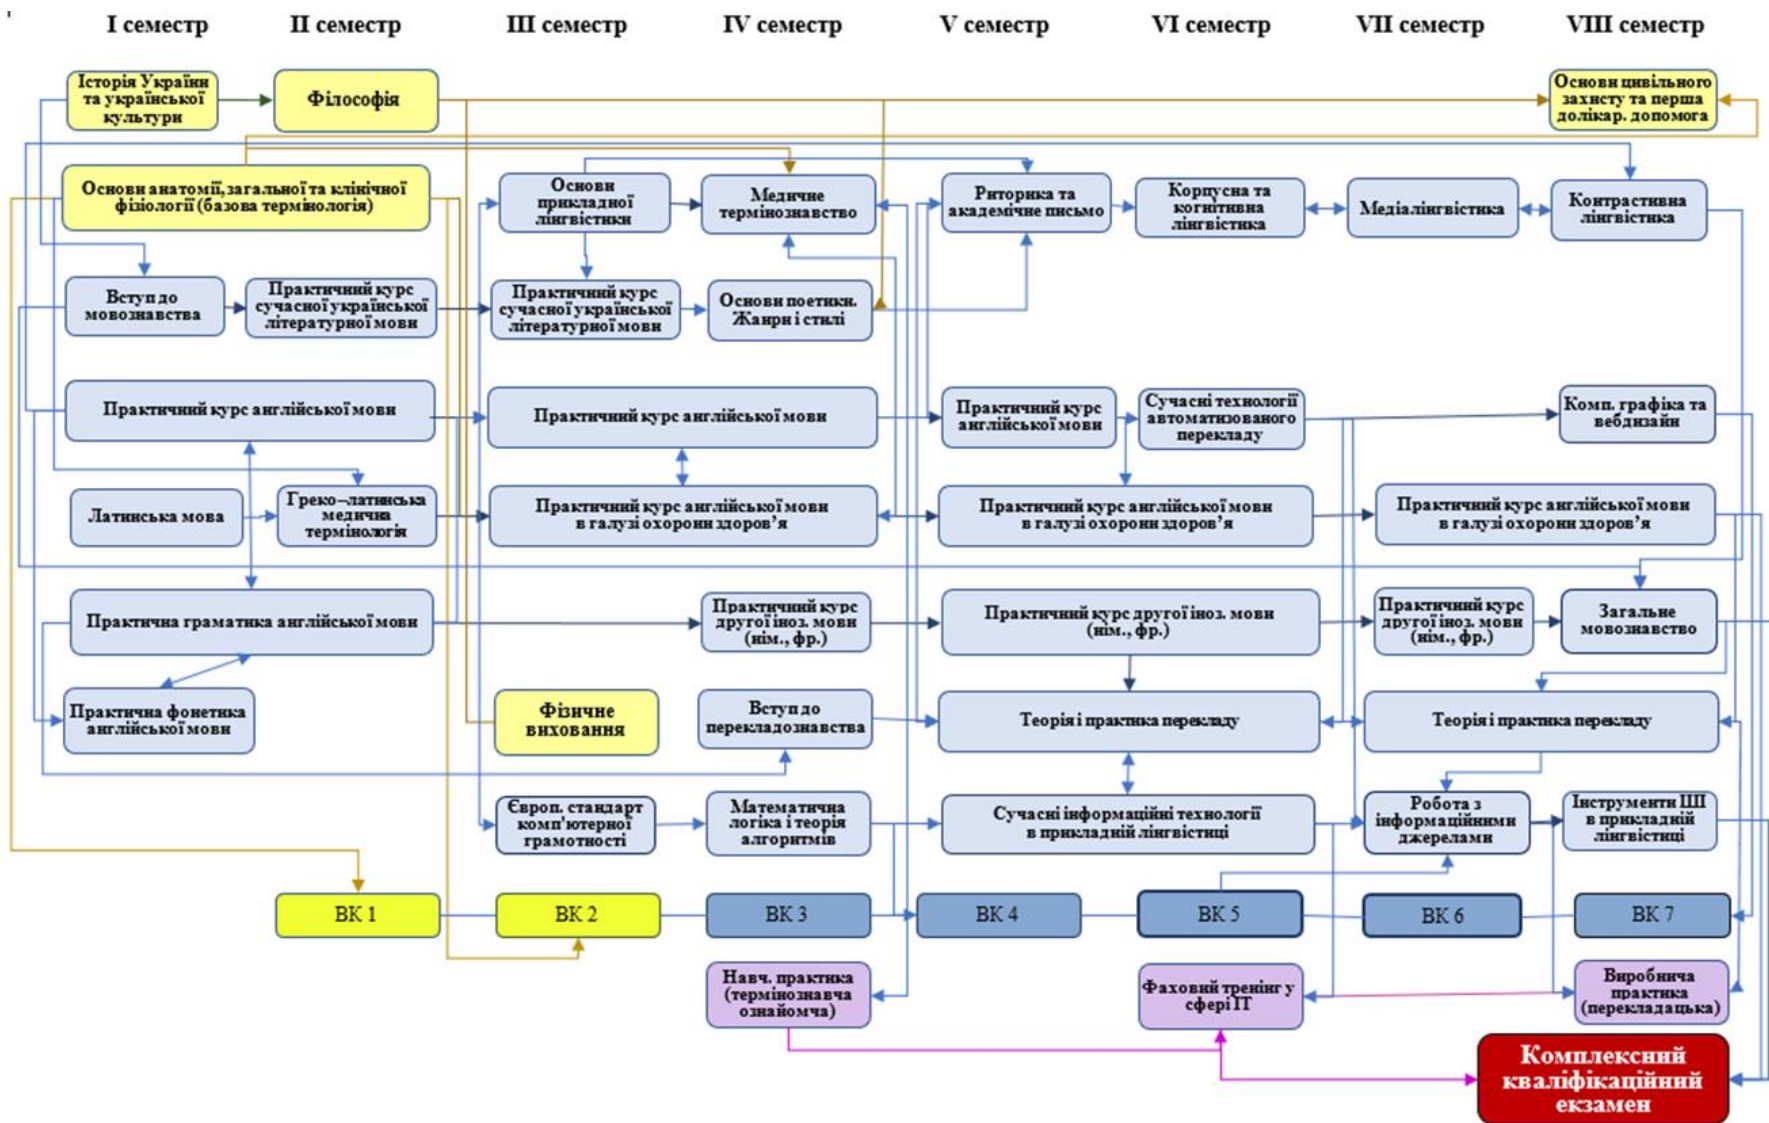 I семестр II семестр III семестр IV семестр V семестр VI семестр VII семестр VIII семестр
Історія України
та української
культури
Філософія
Основи цивільного
захисту та перша
долікар. допомога
Основи анатомії, загальної та клінічної
фізіології (базова термінологія)
Основи
прикладної
лінгвістики
Медичне
термінознавство
Риторика та
академічне письмо
Корпусна та
когнітивна
лінгвістика
Медіалінгвістика
Контрастивна
лінгвістика
Вступ до
мовознавства
Практичний курс
сучасної української
літературної мови
Практичний курс
сучасної української
літературної мови
Основи поетики.
Жанри і стилі
Практичний курс англійської мови
Практичний курс англійської мови
Практичний курс
англійської мови
Сучасні технології
автоматизованого
перекладу
Комп. графіка та
вебдизайн
Латинська мова
Греко–латинська
медична
термінологія
Практичний курс англійської мови
в галузі охорони здоров’я
Практичний курс англійської мови
в галузі охорони здоров’я
Практичний курс англійської мови
в галузі охорони здоров’я
Практична граматика англійської мови
Практичний курс
другої іноз. мови
(нім., фр.)
Практичний курс другої іноз. мови
(нім., фр.)
Практичний курс
другої іноз. мови
(нім., фр.)
Загальне
мовознавство
Практична фонетика
англійської мови
Фізичне
виховання
Вступ до
перекладознавства
Теорія і практика перекладу
Теорія і практика перекладу
Європ. стандарт
комп'ютерної
грамотності
Математична
логіка і теорія
алгоритмів
Сучасні інформаційні технології
в прикладній лінгвістиці
Робота з
інформаційними
джерелами
Інструменти ШІ
в прикладній
лінгвістиці
ВК 1
ВК 2
ВК 3
ВК 4
ВК 5
ВК 6
ВК 7
Навч. практика
(термінознавча
ознайомча)
Фаховий тренінг у
сфері ІТ
Виробнича
практика
(перекладацька)
Комплексний
кваліфікаційний
екзамен